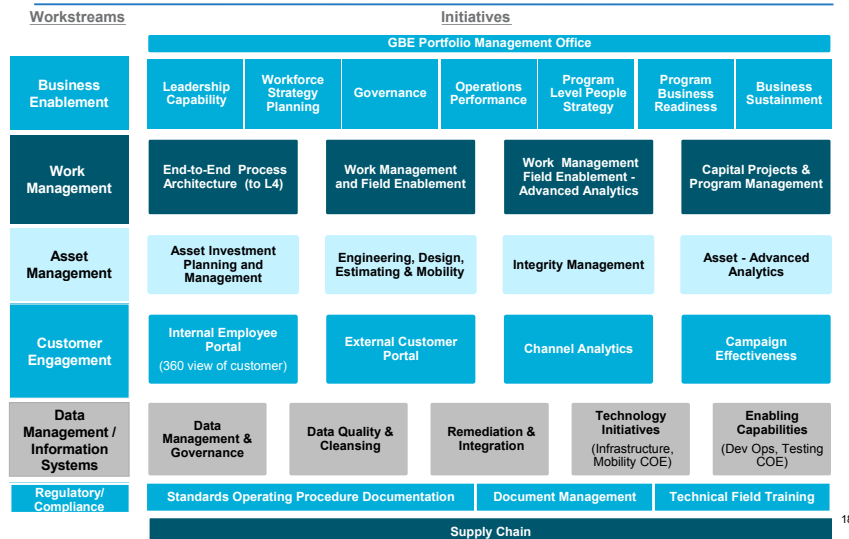 Workstreams
Initiatives
GBE Portfolio Management Office
Business
Enablement
Leadership
Capability
Workforce
Strategy
Planning
Governance
Operations
Performance
Program
Level People
Strategy
Program
Business
Readiness
Business
Sustainment
Work
Management
End-to-End Process
Architecture (to L4)
Work Management
and Field Enablement
Work Management
Field Enablement -
Advanced Analytics
Capital Projects &
Program Management
Asset
Management
Asset Investment
Planning and
Management
Engineering, Design,
Estimating & Mobility
Integrity Management
Asset - Advanced
Analytics
Customer
Engagement
Internal Employee
Portal
(360 view of customer)
External Customer
Portal
Channel Analytics
Campaign
Effectiveness
Data
Management /
Information
Systems
Data
Management &
Governance
Data Quality &
Cleansing
Remediation &
Integration
Technology
Initiatives
(Infrastructure,
Mobility COE)
Enabling
Capabilities
(Dev Ops, Testing
COE)
Regulatory/
Compliance
Standards Operating Procedure Documentation
Document Management
Technical Field Training
Supply Chain
18